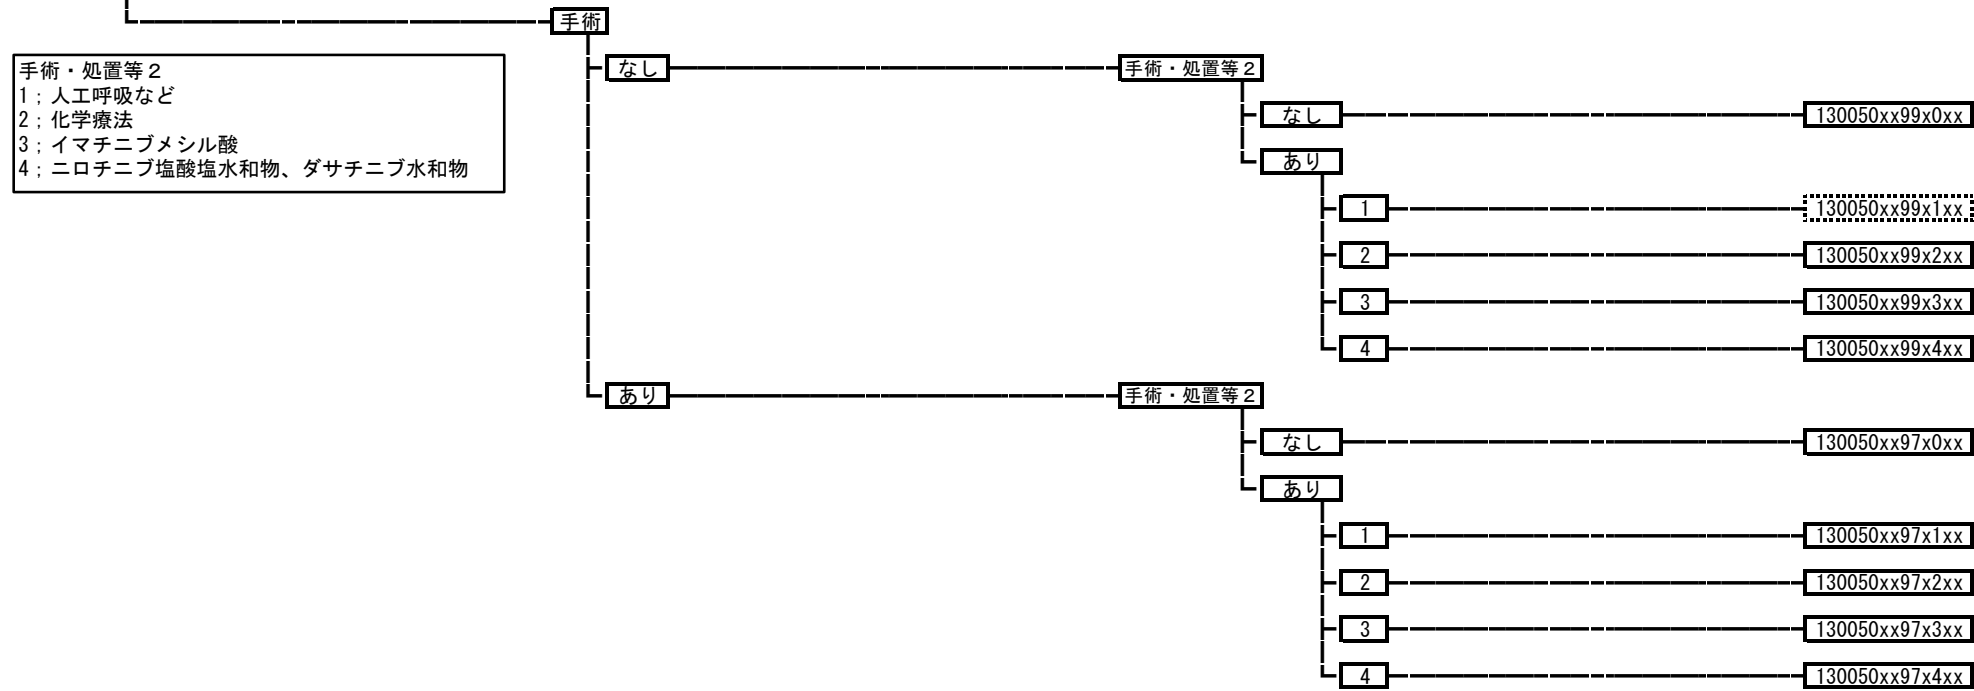 手術
手術・処置等２
1；人工呼吸など
2；化学療法
3；イマチニブメシル酸
4；ニロチニブ塩酸塩水和物、ダサチニブ水和物
なし
手術・処置等２
なし
130050xx99x0xx
あり
1
130050xx99x1xx
2
130050xx99x2xx
3
130050xx99x3xx
4
130050xx99x4xx
あり
手術・処置等２
なし
130050xx97x0xx
あり
1
130050xx97x1xx
2
130050xx97x2xx
3
130050xx97x3xx
4
130050xx97x4xx